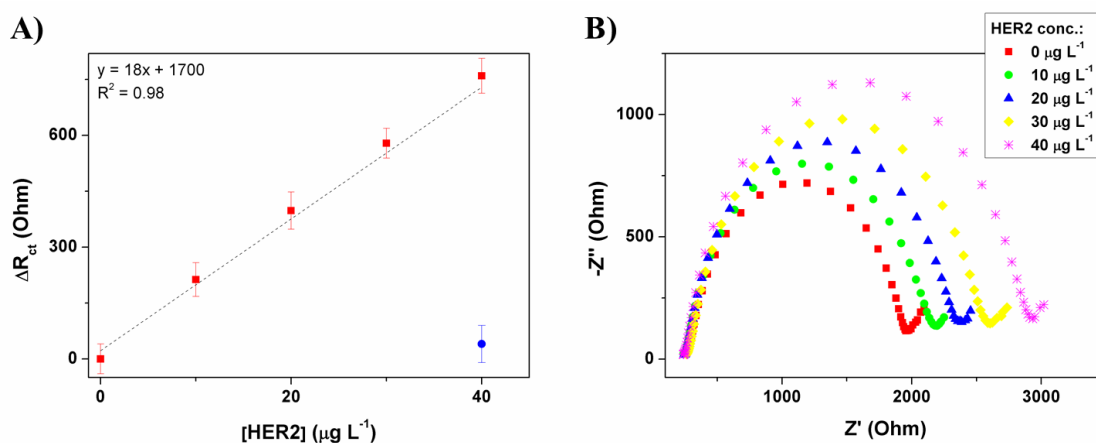 A)
y = 18x + 1700
R² = 0.98
600
300
0
ΔR_ct (Ohm)
0 20 40
[HER2] (μg L⁻¹)
B)
HER2 conc.:
0 μg L⁻¹
10 μg L⁻¹
20 μg L⁻¹
30 μg L⁻¹
40 μg L⁻¹
1000
500
0
-Z'' (Ohm)
1000 2000 3000
Z' (Ohm)